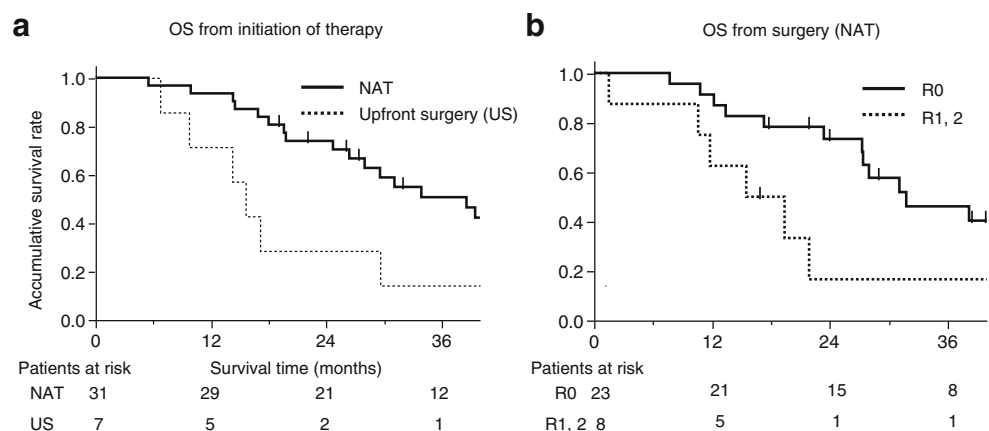 a
OS from initiation of therapy
Accumulative survival rate
1.0
0.8
0.6
0.4
0.2
0.0
NAT
Upfront surgery (US)
0 12 24 36
Patients at risk Survival time (months)
NAT 31 29 21 12
US 7 5 2 1
b
OS from surgery (NAT)
1.0
0.8
0.6
0.4
0.2
0.0
R0
R1, 2
0 12 24 36
Patients at risk
R0 23 21 15 8
R1, 2 8 5 1 1